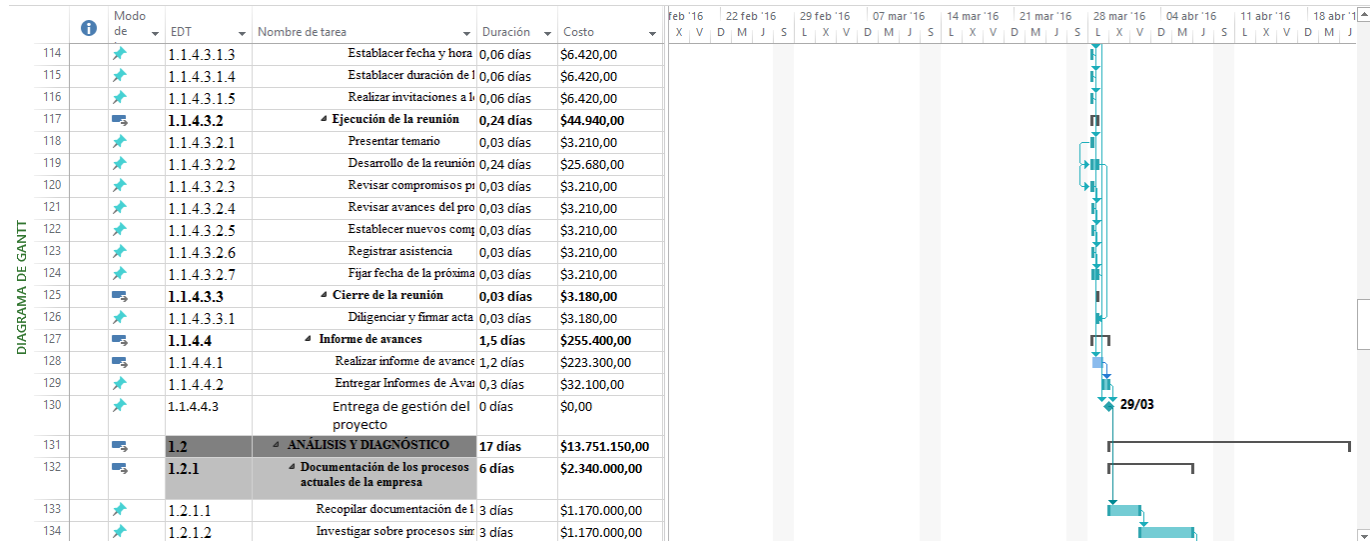 DIAGRAMA DE GANTT
Modo de EDT Nombre de tarea Duración Costo
feb '16 22 feb '16 29 feb '16 07 mar '16 14 mar '16 21 mar '16 28 mar '16 04 abr '16 11 abr '16 18 abr '1
X V D M J S L X V D M J S L X V D M J S L X V D M J
114 1.1.4.3.1.3 Establecer fecha y hora 0,06 días $6.420,00
115 1.1.4.3.1.4 Establacer duración de 0,06 días $6.420,00
116 1.1.4.3.1.5 Realizar invitaciones a 0,06 días $6.420,00
117 1.1.4.3.2 Ejecución de la reunión 0,24 días $44.940,00
118 1.1.4.3.2.1 Presentar temario 0,03 días $3.210,00
119 1.1.4.3.2.2 Desarrollo de la reunión 0,24 días $25.680,00
120 1.1.4.3.2.3 Revisar compromisos 0,03 días $3.210,00
121 1.1.4.3.2.4 Revisar avances del pro 0,03 días $3.210,00
122 1.1.4.3.2.5 Establecer nuevos 0,03 días $3.210,00
123 1.1.4.3.2.6 Registrar asistencia 0,03 días $3.210,00
124 1.1.4.3.2.7 Fijar fecha de la próxima 0,03 días $3.210,00
125 1.1.4.3.3 Cierre de la reunión 0,03 días $3.180,00
126 1.1.4.3.3.1 Diligenciar y firmar acta 0,03 días $3.180,00
127 1.1.4.4 Informe de avances 1,5 días $255.400,00
128 1.1.4.4.1 Realizar informe de avance 1,2 días $223.300,00
129 1.1.4.4.2 Entregar Informes de 0,3 días $32.100,00
130 1.1.4.4.3 Entrega de gestión del proyecto 0 días $0,00
29/03
131 1.2 ANÁLISIS Y DIAGNÓSTICO 17 días $13.751.150,00
132 1.2.1 Documentación de los procesos actuales de la empresa 6 días $2.340.000,00
133 1.2.1.1 Recopilar documentación de 3 días $1.170.000,00
134 1.2.1.2 Investigar sobre procesos 3 días $1.170.000,00